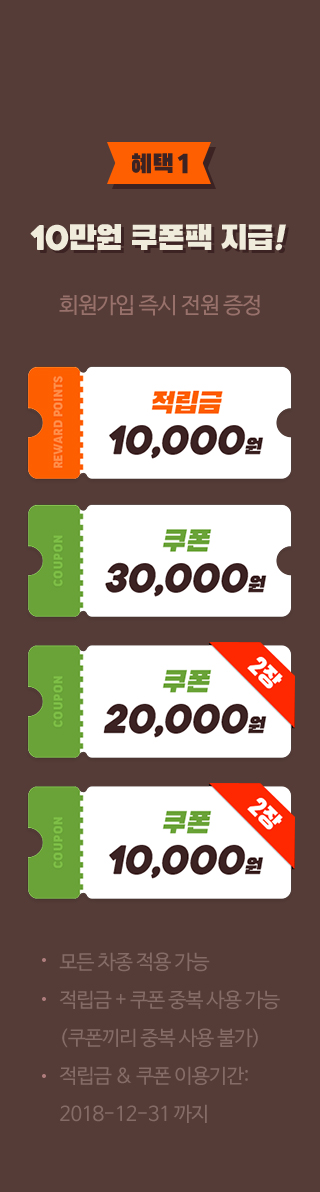 혜택 1
10만원 쿠폰팩 지급!
회원가입 즉시 전원 증정
REWARD POINTS
적립금
10,000원
COUPON
쿠폰
30,000원
COUPON
쿠폰
2장
20,000원
COUPON
쿠폰
2장
10,000원
• 모든 차종 적용 가능
• 적립금 + 쿠폰 중복 사용 가능
(쿠폰끼리 중복 사용 불가)
• 적립금 & 쿠폰 이용기간:
2018-12-31 까지